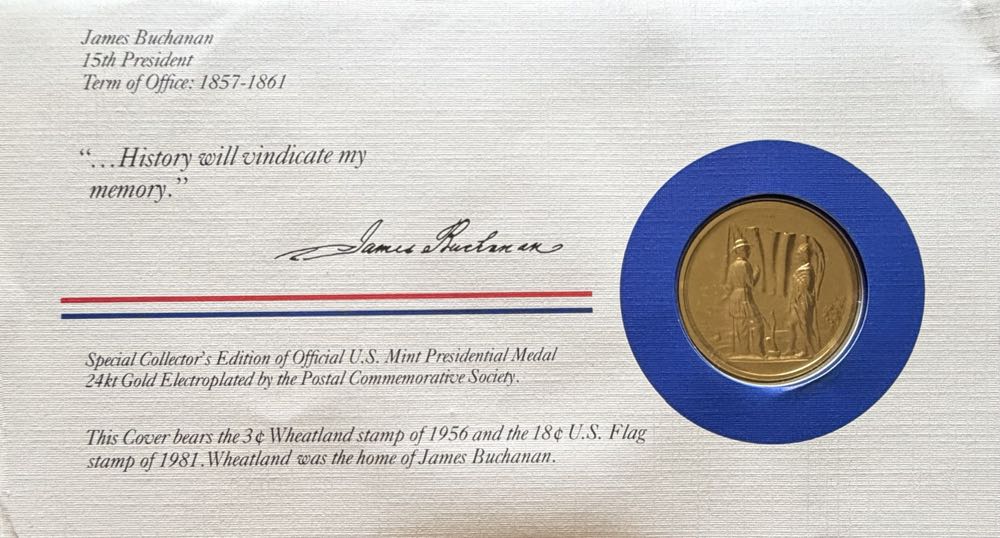 James Buchanan
15th President
Term of Office: 1857-1861
“...History will vindicate my
memory.”
James Buchanan
Special Collector's Edition of Official U.S. Mint Presidential Medal
24kt Gold Electroplated by the Postal Commemorative Society.
This Cover bears the 3¢ Wheatland stamp of 1956 and the 18¢ U.S. Flag
stamp of 1981. Wheatland was the home of James Buchanan.